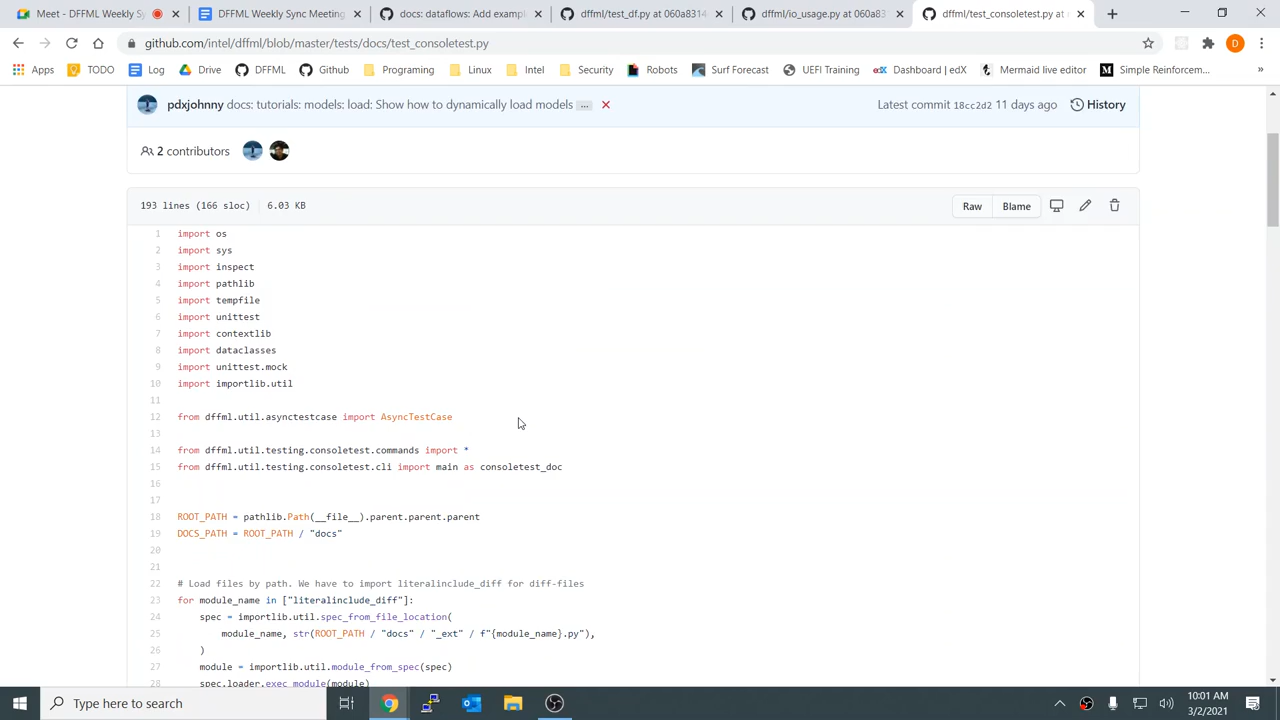 Meet - DFFML Weekly Sy
DFFML Weekly Sync Meeting
docs: dataflows: Add exampl
dffml/test_df.py at 060a8314
dffml/io_usage.py at 060a83
dffml/test_consoletest.py at
github.com/intel/dffml/blob/master/tests/docs/test_consoletest.py
D
Apps
TODO
Log
Drive
DFFML
Github
Programing
Linux
Intel
Security
Robots
Surf Forecast
UEFI Training
edX Dashboard | edX
Mermaid live editor
Simple Reinforcem...
»
pdxjohnny docs: tutorials: models: load: Show how to dynamically load models ...
Latest commit 18cc2d2 11 days ago
History
2 contributors
193 lines (166 sloc) | 6.03 KB
Raw
Blame
1 import os
2 import sys
3 import inspect
4 import pathlib
5 import tempfile
6 import unittest
7 import contextlib
8 import dataclasses
9 import unittest.mock
10 import importlib.util
11
12 from dffml.util.asynctestcase import AsyncTestCase
13
14 from dffml.util.testing.consoletest.commands import *
15 from dffml.util.testing.consoletest.cli import main as consoletest_doc
16
17
18 ROOT_PATH = pathlib.Path(__file__).parent.parent.parent
19 DOCS_PATH = ROOT_PATH / "docs"
20
21
22 # Load files by path. We have to import literalinclude_diff for diff-files
23 for module_name in ["literalinclude_diff"]:
24 spec = importlib.util.spec_from_file_location(
25 module_name, str(ROOT_PATH / "docs" / "_ext" / f"{module_name}.py"),
26 )
27 module = importlib.util.module_from_spec(spec)
28 spec.loader.exec_module(module)
Type here to search
10:01 AM
3/2/2021